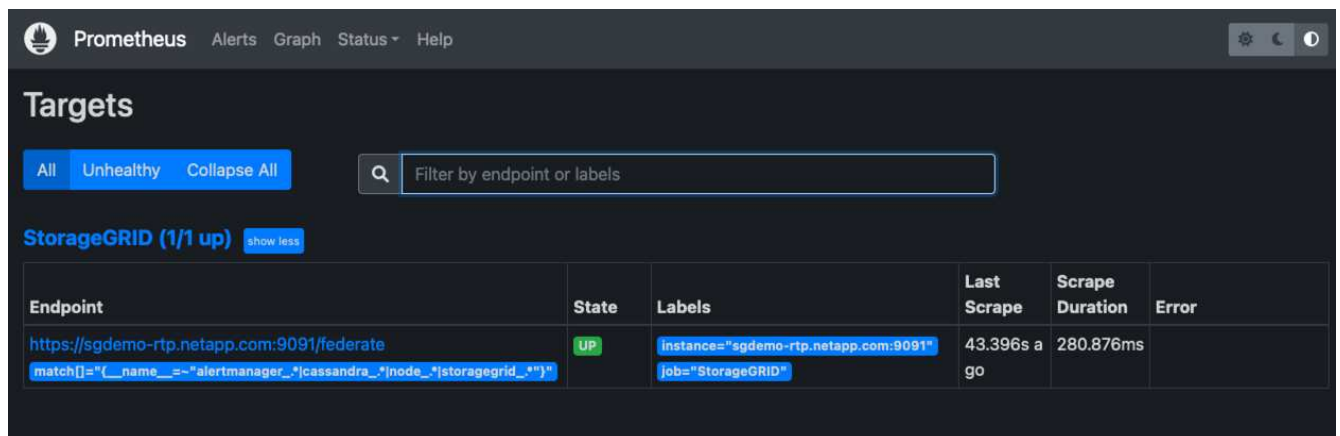 Prometheus Alerts Graph Status Help
Targets
All Unhealthy Collapse All
Filter by endpoint or labels
StorageGRID (1/1 up) show less
Endpoint State Labels Last Scrape Scrape Duration Error
https://sgdemo-rtp.netapp.com:9091/federate UP instance="sgdemo-rtp.netapp.com:9091" 43.396s a 280.876ms
match[]="{__name__=~"alertmanager_.*|cassandra_.*|node_.*|storagegrid_.*"}" job="StorageGRID" go